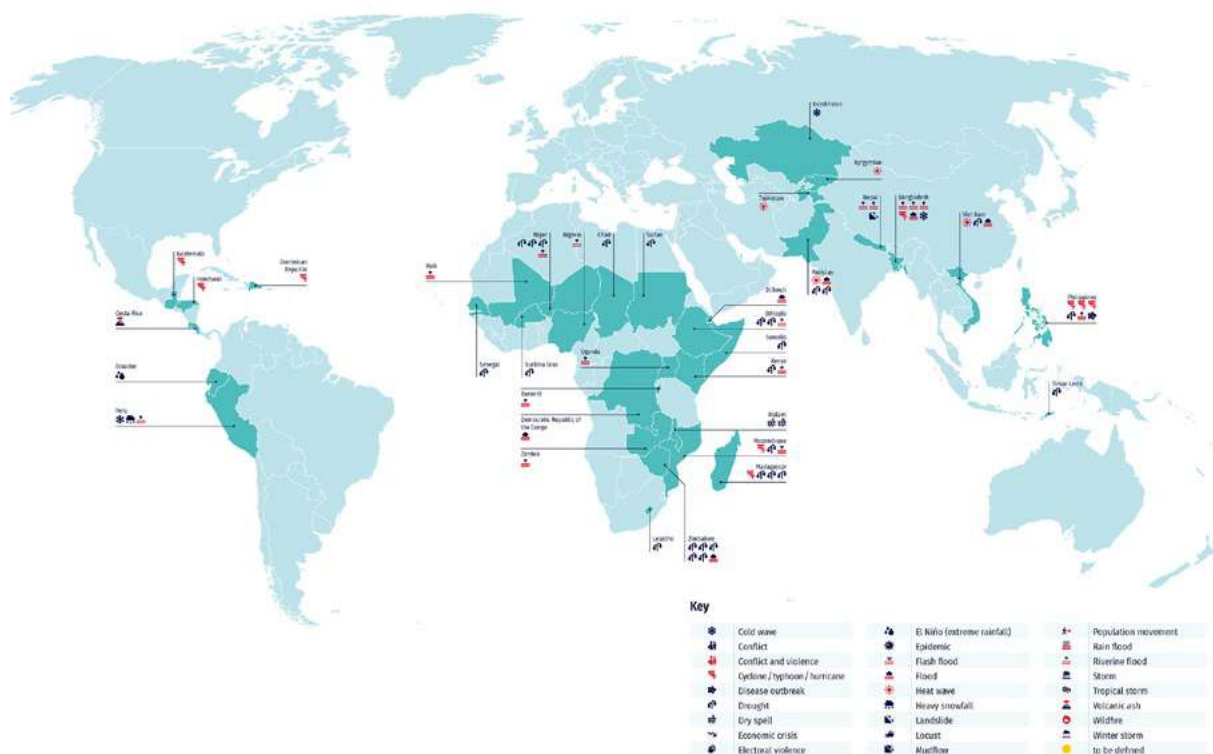 Kazakhstan
Kyrgyzstan
Tajikistan
Nepal
Bangladesh
Viet Nam
Pakistan
Philippines
Timor-Leste
Guatemala
Honduras
Dominican
Republic
Costa Rica
Ecuador
Peru
Mali
Niger
Nigeria
Chad
Sudan
Djibouti
Ethiopia
Somalia
Kenya
Uganda
Senegal
Burkina Faso
Burundi
Democratic Republic of
the Congo
Zambia
Malawi
Mozambique
Madagascar
Lesotho
Zimbabwe
Key
Cold wave
Conflict
Conflict and violence
Cyclone / typhoon / hurricane
Disease outbreak
Drought
Dry spell
Economic crisis
Electoral violence
El Niño (extreme rainfall)
Epidemic
Flash flood
Flood
Heat wave
Heavy snowfall
Landslide
Locust
Mudflow
Population movement
Rain flood
Riverine flood
Storm
Tropical storm
Volcanic ash
Wildfire
Winter storm
to be defined